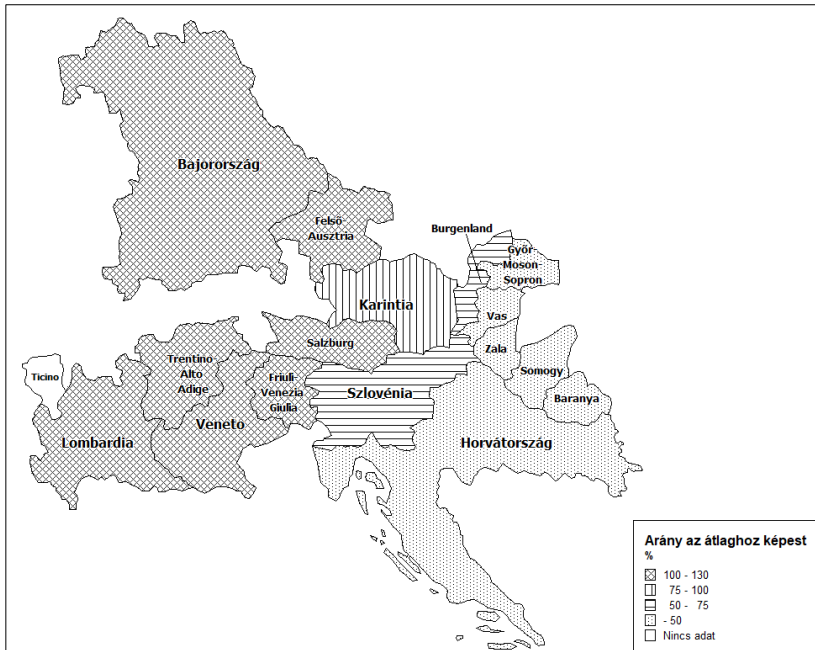 Bajorország
Felső-
Ausztria
Burgenland
Győr
Moson-
Sopron
Karintia
Vas
Salzburg
Zala
Trentino
Alto
Adige
Ticino
Friuli-
Venezia
Giulia
Somogy
Szlovénia
Baranya
Veneto
Lombardia
Horvátország
Arány az átlaghoz képest
%
100 - 130
75 - 100
50 - 75
- 50
Nincs adat